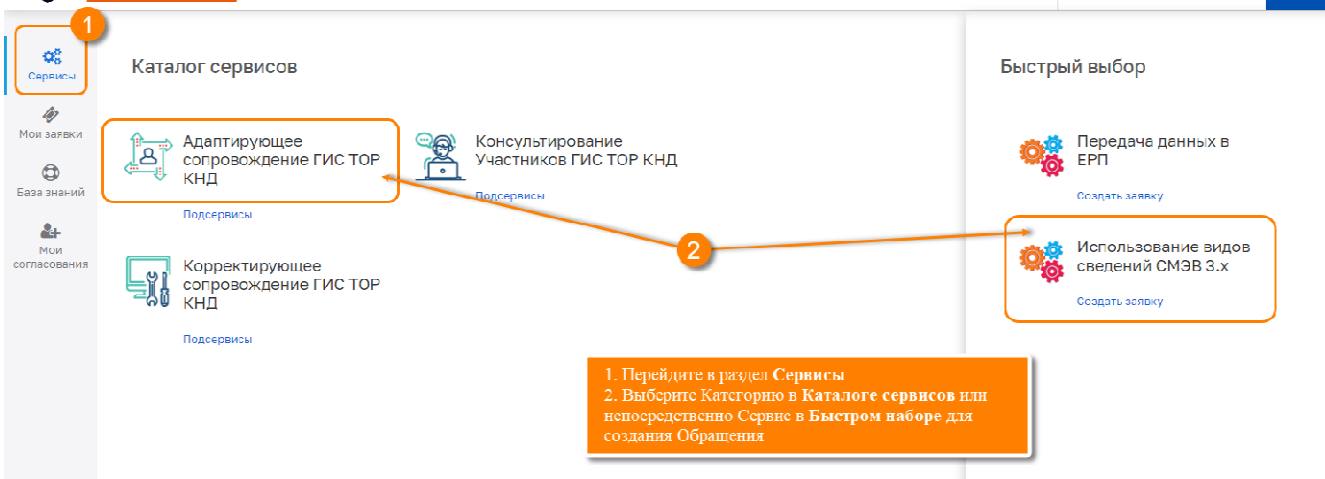 1
Сервисы
Мои заявки
База знаний
Мои
согласования
Каталог сервисов
Адаптирующее
сопровождение ГИС ТОР
КНД
Подсервисы
Консультирование
Участников ГИС ТОР КНД
Подсервисы
Корректирующее
сопровождение ГИС ТОР
КНД
Подсервисы
2
Быстрый выбор
Передача данных в
ЕРП
Создать заявку
Использование видов
сведений СМЭВ 3.х
Создать заявку
1. Перейдите в раздел Сервисы
2. Выберите Категорию в Каталоге сервисов или
непосредственно Сервис в Быстром наборе для
создания Обращения